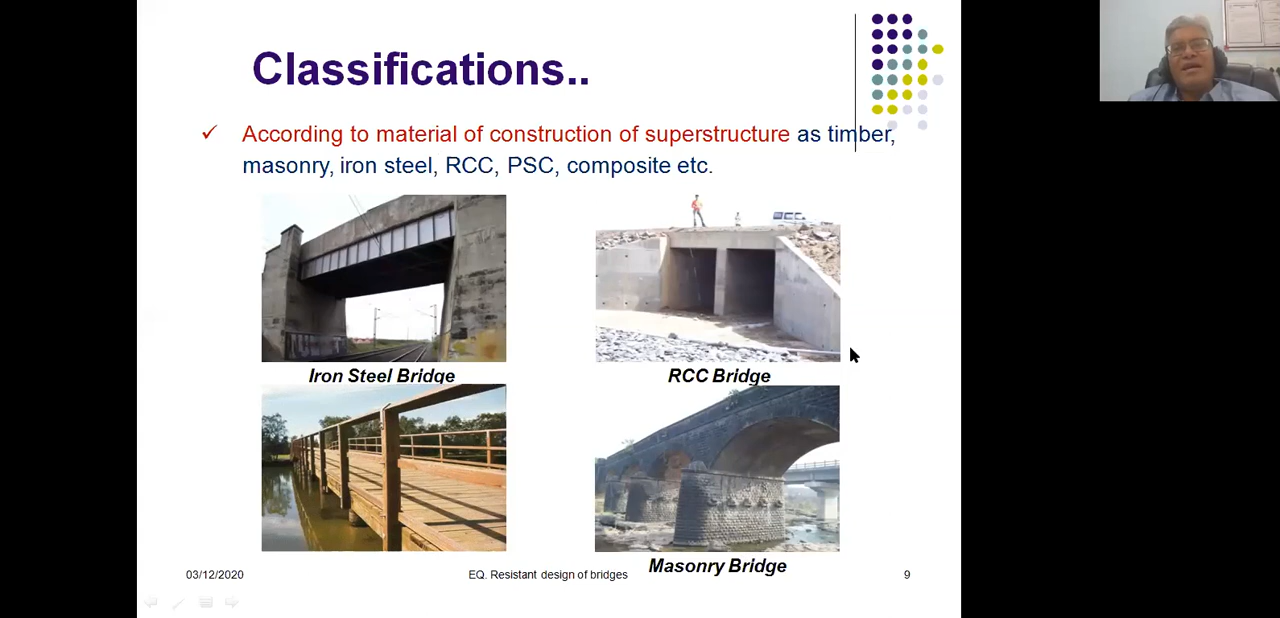 Classifications..
✓ According to material of construction of superstructure as timber,
masonry, iron steel, RCC, PSC, composite etc.
Iron Steel Bridge
RCC Bridge
Masonry Bridge
03/12/2020
EQ. Resistant design of bridges
9